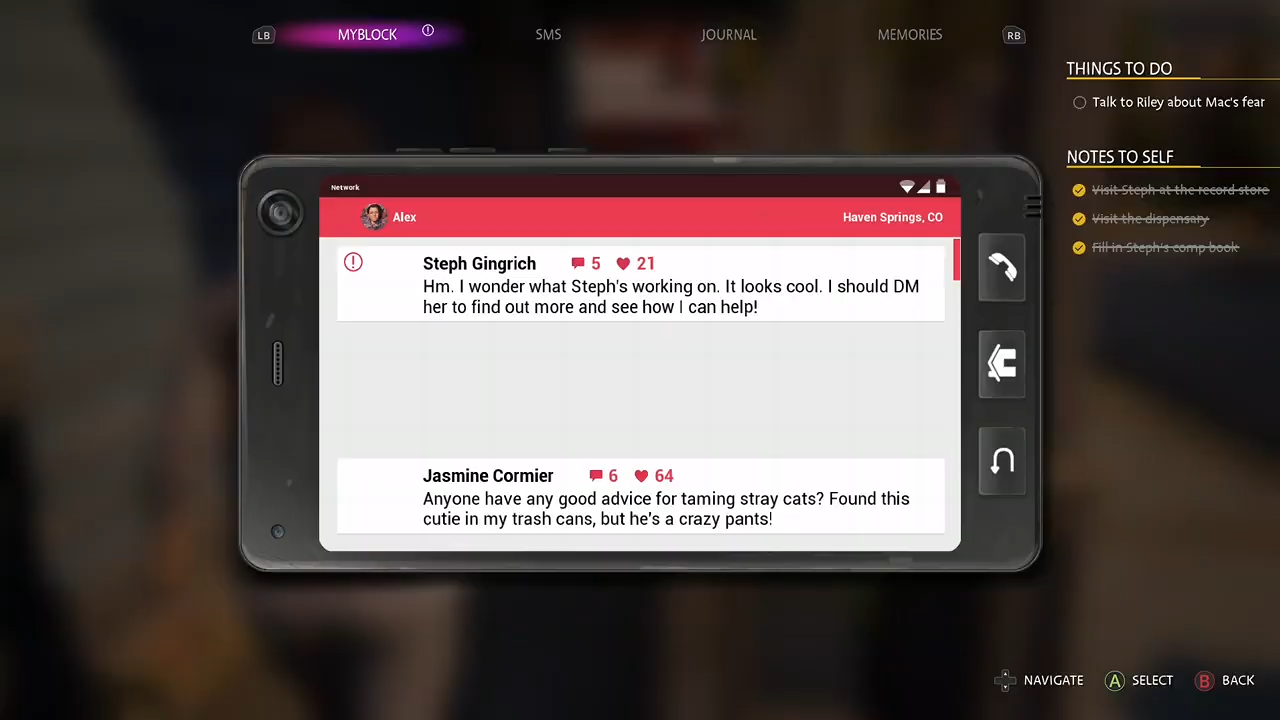 LB MYBLOCK SMS JOURNAL MEMORIES RB
THINGS TO DO
Talk to Riley about Mac's fear
NOTES TO SELF
Visit Steph at the record store
Visit the dispensary
Fill in Steph's comp book
Network
Alex Haven Springs, CO
Steph Gingrich 5 21
Hm. I wonder what Steph's working on. It looks cool. I should DM
her to find out more and see how I can help!
Jasmine Cormier 6 64
Anyone have any good advice for taming stray cats? Found this
cutie in my trash cans, but he's a crazy pants!
NAVIGATE A SELECT B BACK